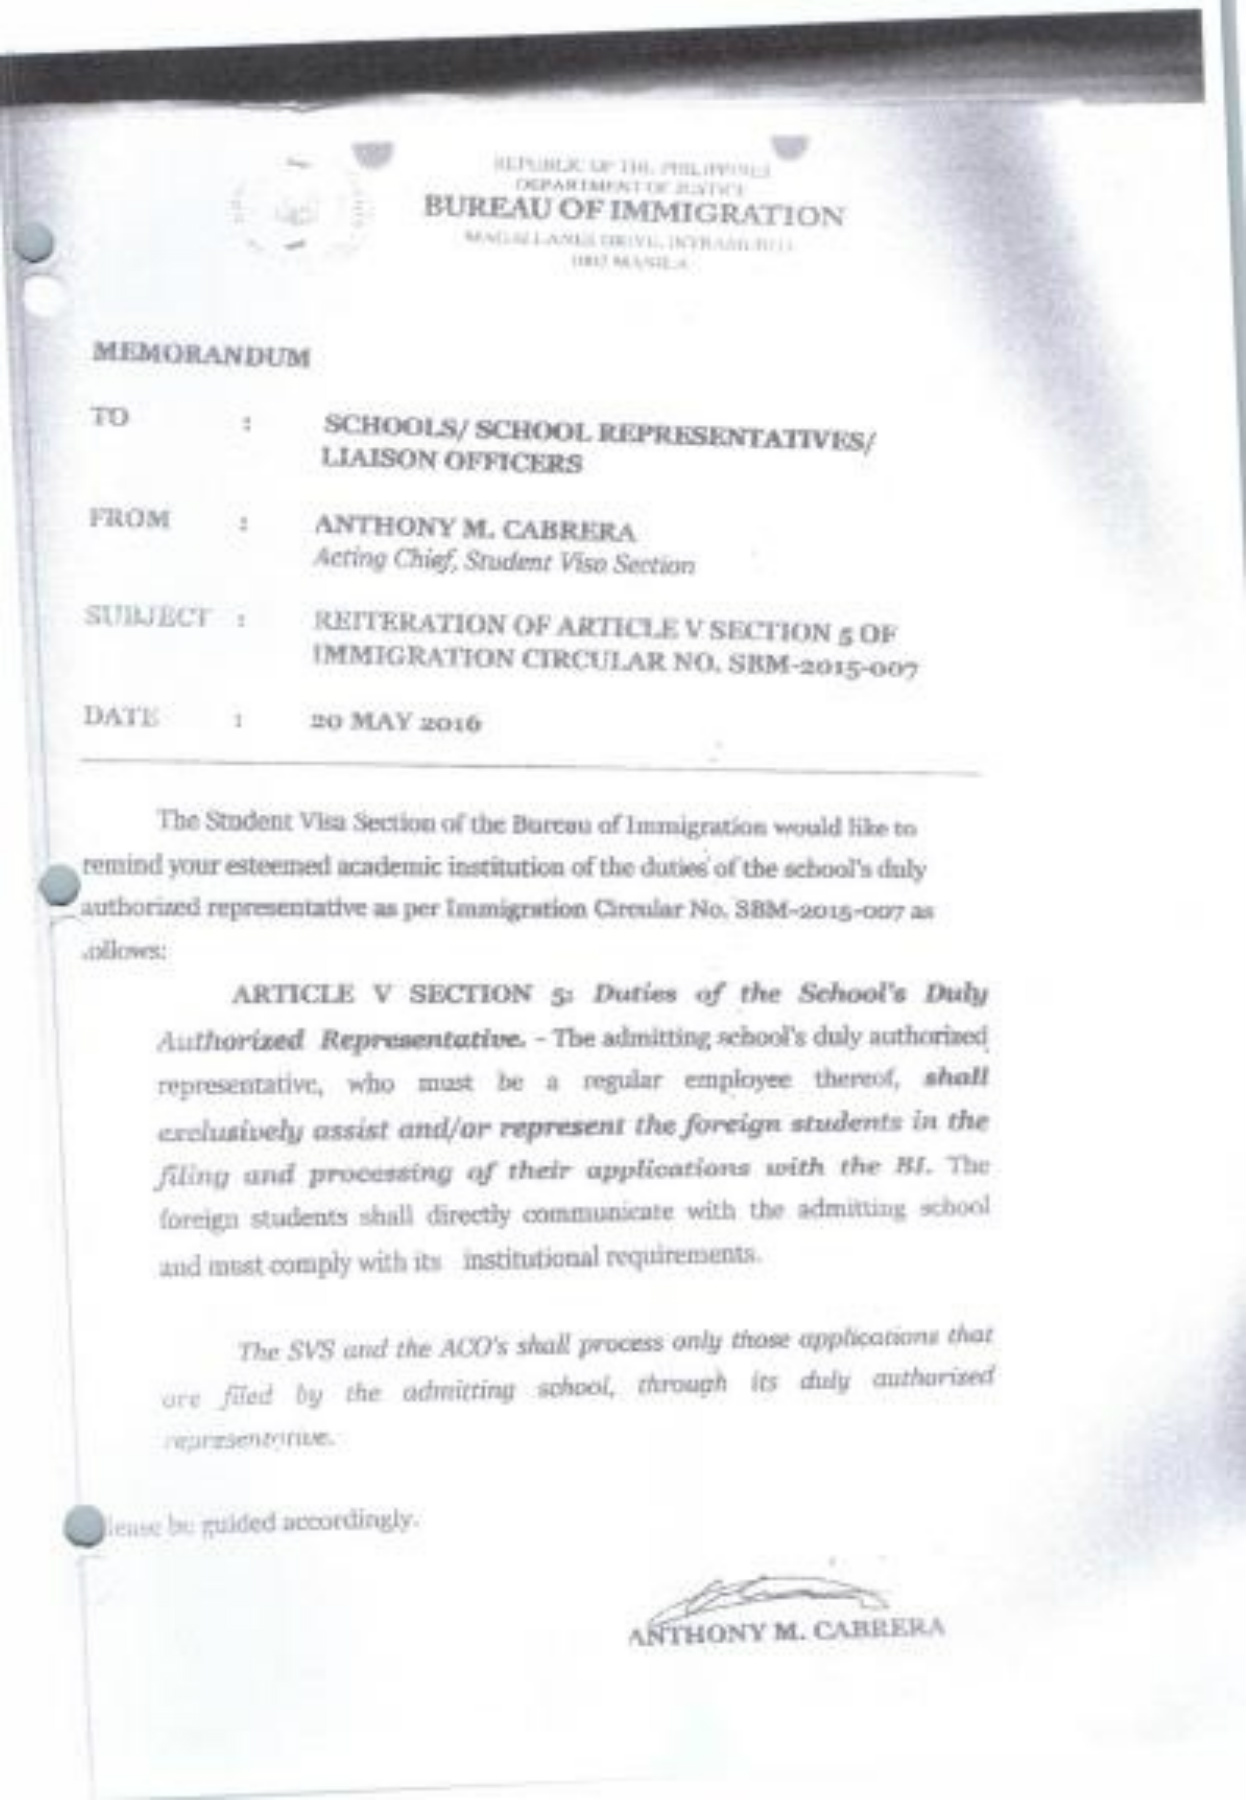 REPUBLIC OF THE PHILIPPINES
DEPARTMENT OF JUSTICE
BUREAU OF IMMIGRATION
MAGALLANES DRIVE, INTRAMUROS
1002 MANILA
MEMORANDUM
TO : SCHOOLS/ SCHOOL REPRESENTATIVES/
LIAISON OFFICERS
FROM : ANTHONY M. CABRERA
Acting Chief, Student Visa Section
SUBJECT : REITERATION OF ARTICLE V SECTION 5 OF
IMMIGRATION CIRCULAR NO. SBM-2015-007
DATE : 20 MAY 2016
The Student Visa Section of the Bureau of Immigration would like to
remind your esteemed academic institution of the duties of the school's duly
authorized representative as per Immigration Circular No. SBM-2015-007 as
ollows:
ARTICLE V SECTION 5: Duties of the School's Duly
Authorized Representative. - The admitting school's duly authorized
representative, who must be a regular employee thereof, shall
exclusively assist and/or represent the foreign students in the
filing and processing of their applications with the BI. The
foreign students shall directly communicate with the admitting school
and must comply with its institutional requirements.
The SVS and the ACO's shall process only those applications that
are filed by the admitting school, through its duly authorized
representative.
lease be guided accordingly.
ANTHONY M. CABRERA